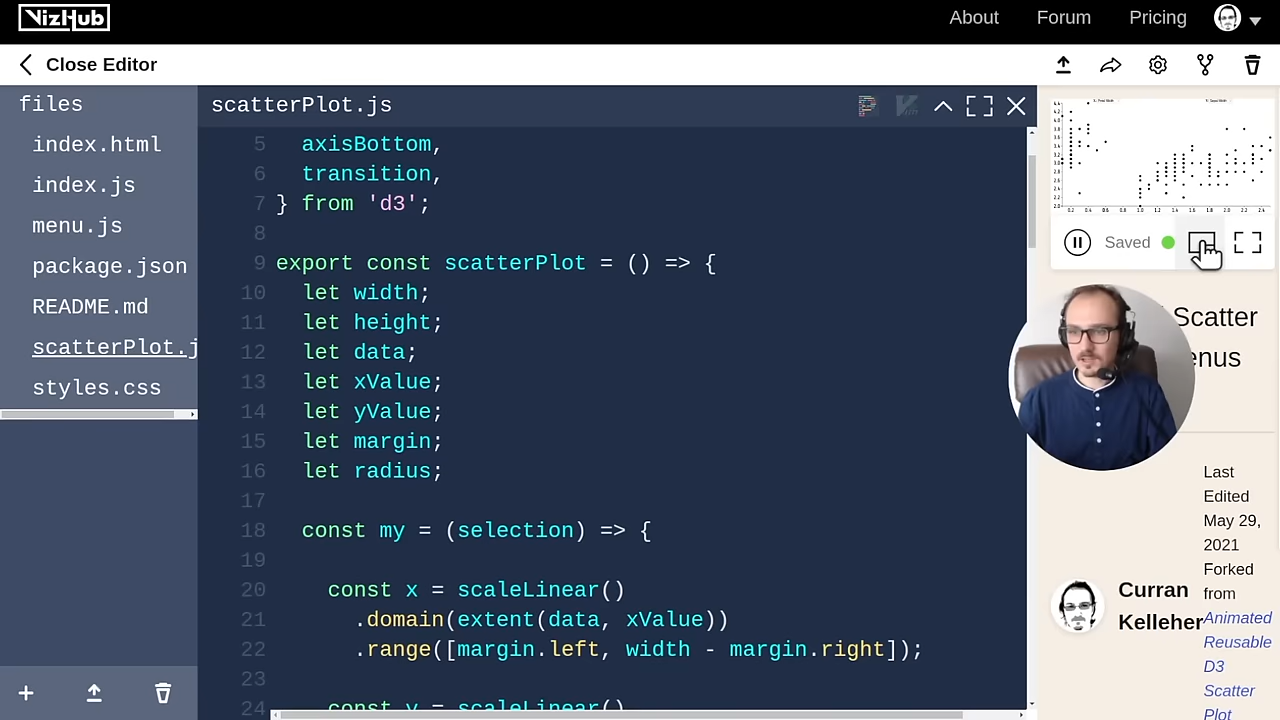 VizHub
About
Forum
Pricing
Close Editor
files
index.html
index.js
menu.js
package.json
README.md
scatterPlot.j
styles.css
scatterPlot.js
5 axisBottom,
6 transition,
7 } from 'd3';
8
9 export const scatterPlot = () => {
10 let width;
11 let height;
12 let data;
13 let xValue;
14 let yValue;
15 let margin;
16 let radius;
17
18 const my = (selection) => {
19
20 const x = scaleLinear()
21 .domain(extent(data, xValue))
22 .range([margin.left, width - margin.right]);
23
24 const y = scaleLinear()
Saved
Scatter
enus
Last
Edited
May 29,
2021
Forked
from
Animated
Reusable
D3
Scatter
Plot
Curran
Kelleher